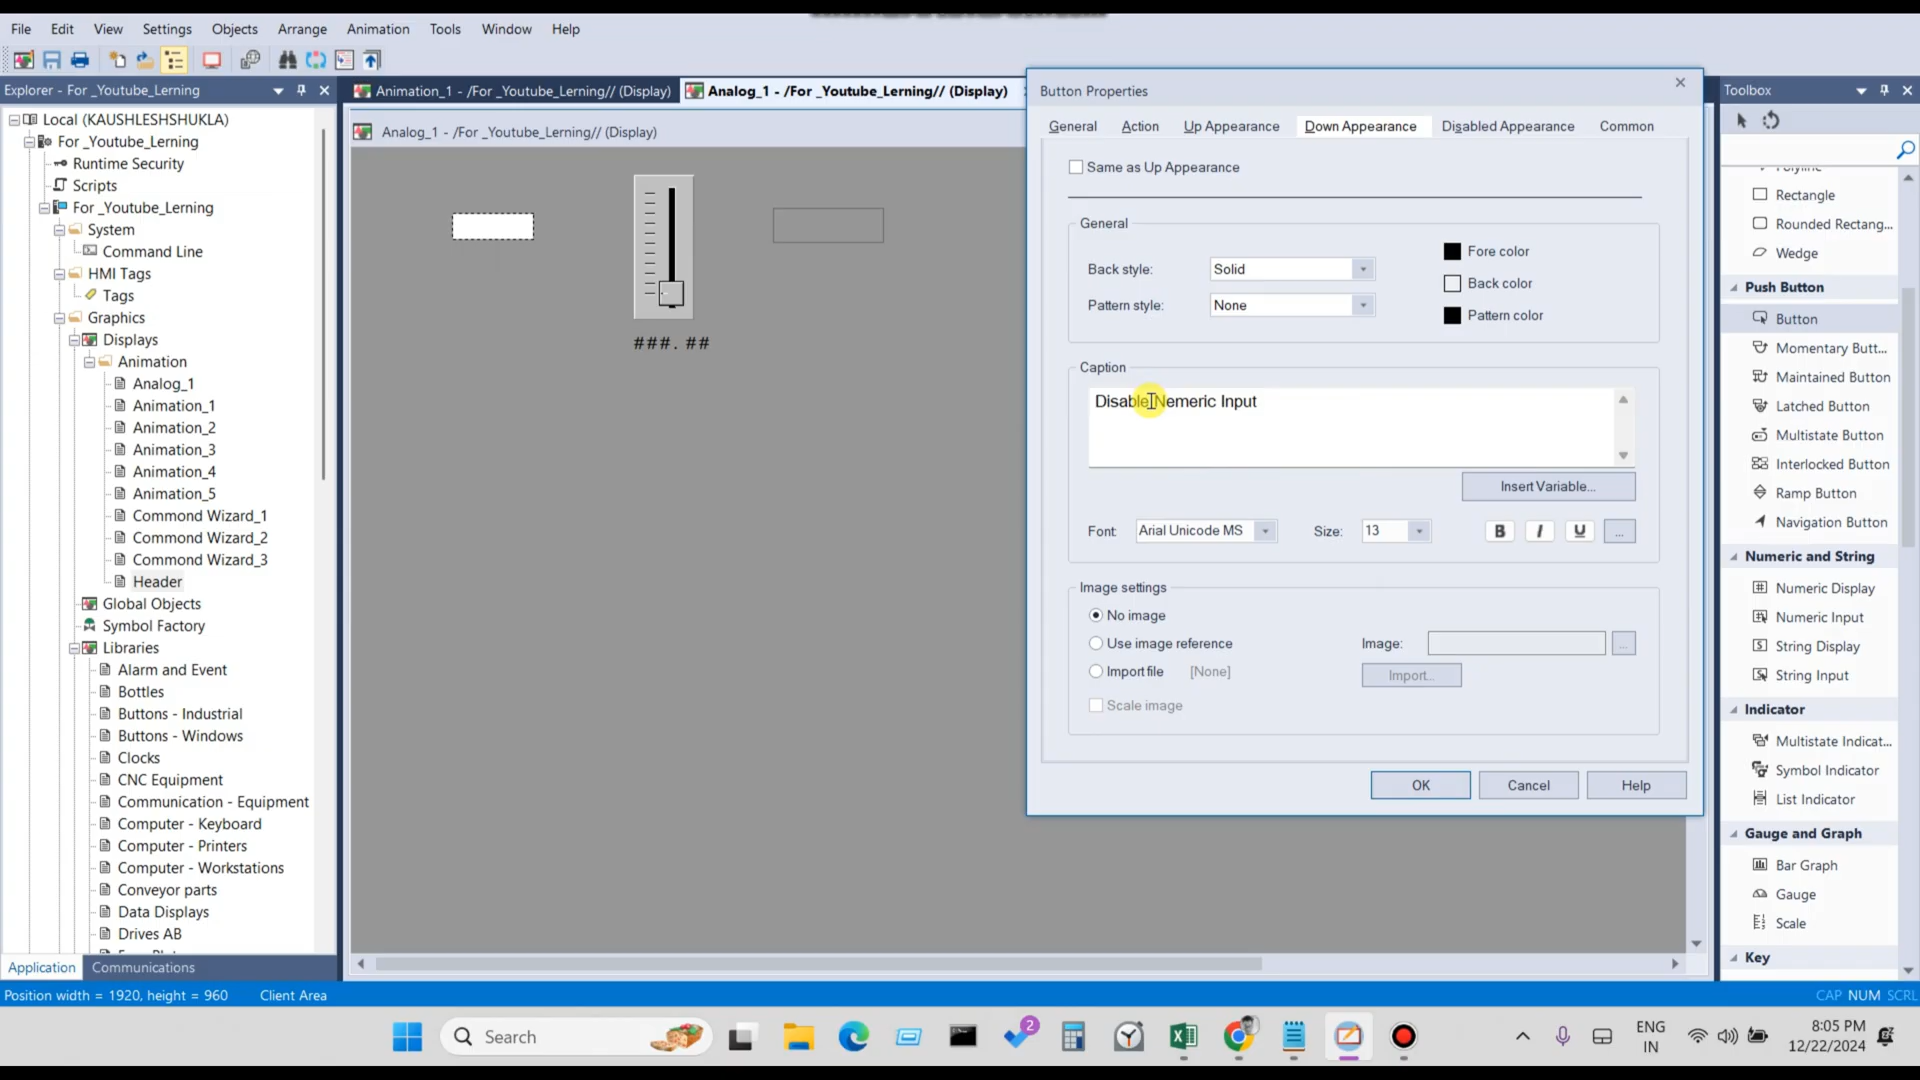 File Edit View Settings Objects Arrange Animation Tools Window Help
Explorer - For _Youtube_Lerning
Local (KAUSHLESHSHUKLA)
For _Youtube_Lerning
Runtime Security
Scripts
For _Youtube_Lerning
System
Command Line
HMI Tags
Tags
Graphics
Displays
Animation
Analog_1
Animation_1
Animation_2
Animation_3
Animation_4
Animation_5
Commond Wizard_1
Commond Wizard_2
Commond Wizard_3
Header
Global Objects
Symbol Factory
Libraries
Alarm and Event
Bottles
Buttons - Industrial
Buttons - Windows
Clocks
CNC Equipment
Communication - Equipment
Computer - Keyboard
Computer - Printers
Computer - Workstations
Conveyor parts
Data Displays
Drives AB
Application Communications
Animation_1 - /For _Youtube_Lerning// (Display)
Analog_1 - /For _Youtube_Lerning// (Display)
Analog_1 - /For _Youtube_Lerning// (Display)
###.##
Button Properties
General Action Up Appearance Down Appearance Disabled Appearance Common
Same as Up Appearance
General
Back style: Solid
Pattern style: None
Fore color
Back color
Pattern color
Caption
Disable Nemeric Input
Insert Variable...
Font: Arial Unicode MS Size: 13 B I U ...
Image settings
No image
Use image reference
Import file [None]
Scale image
Image: ...
Import...
OK Cancel Help
Toolbox
Rectangle
Rounded Rectang...
Wedge
Push Button
Button
Momentary Butt...
Maintained Button
Latched Button
Multistate Button
Interlocked Button
Ramp Button
Navigation Button
Numeric and String
Numeric Display
Numeric Input
String Display
String Input
Indicator
Multistate Indicat...
Symbol Indicator
List Indicator
Gauge and Graph
Bar Graph
Gauge
Scale
Key
Position width = 1920, height = 960 Client Area
CAP NUM SCRL
Search
2
ENG
IN
8:05 PM
12/22/2024